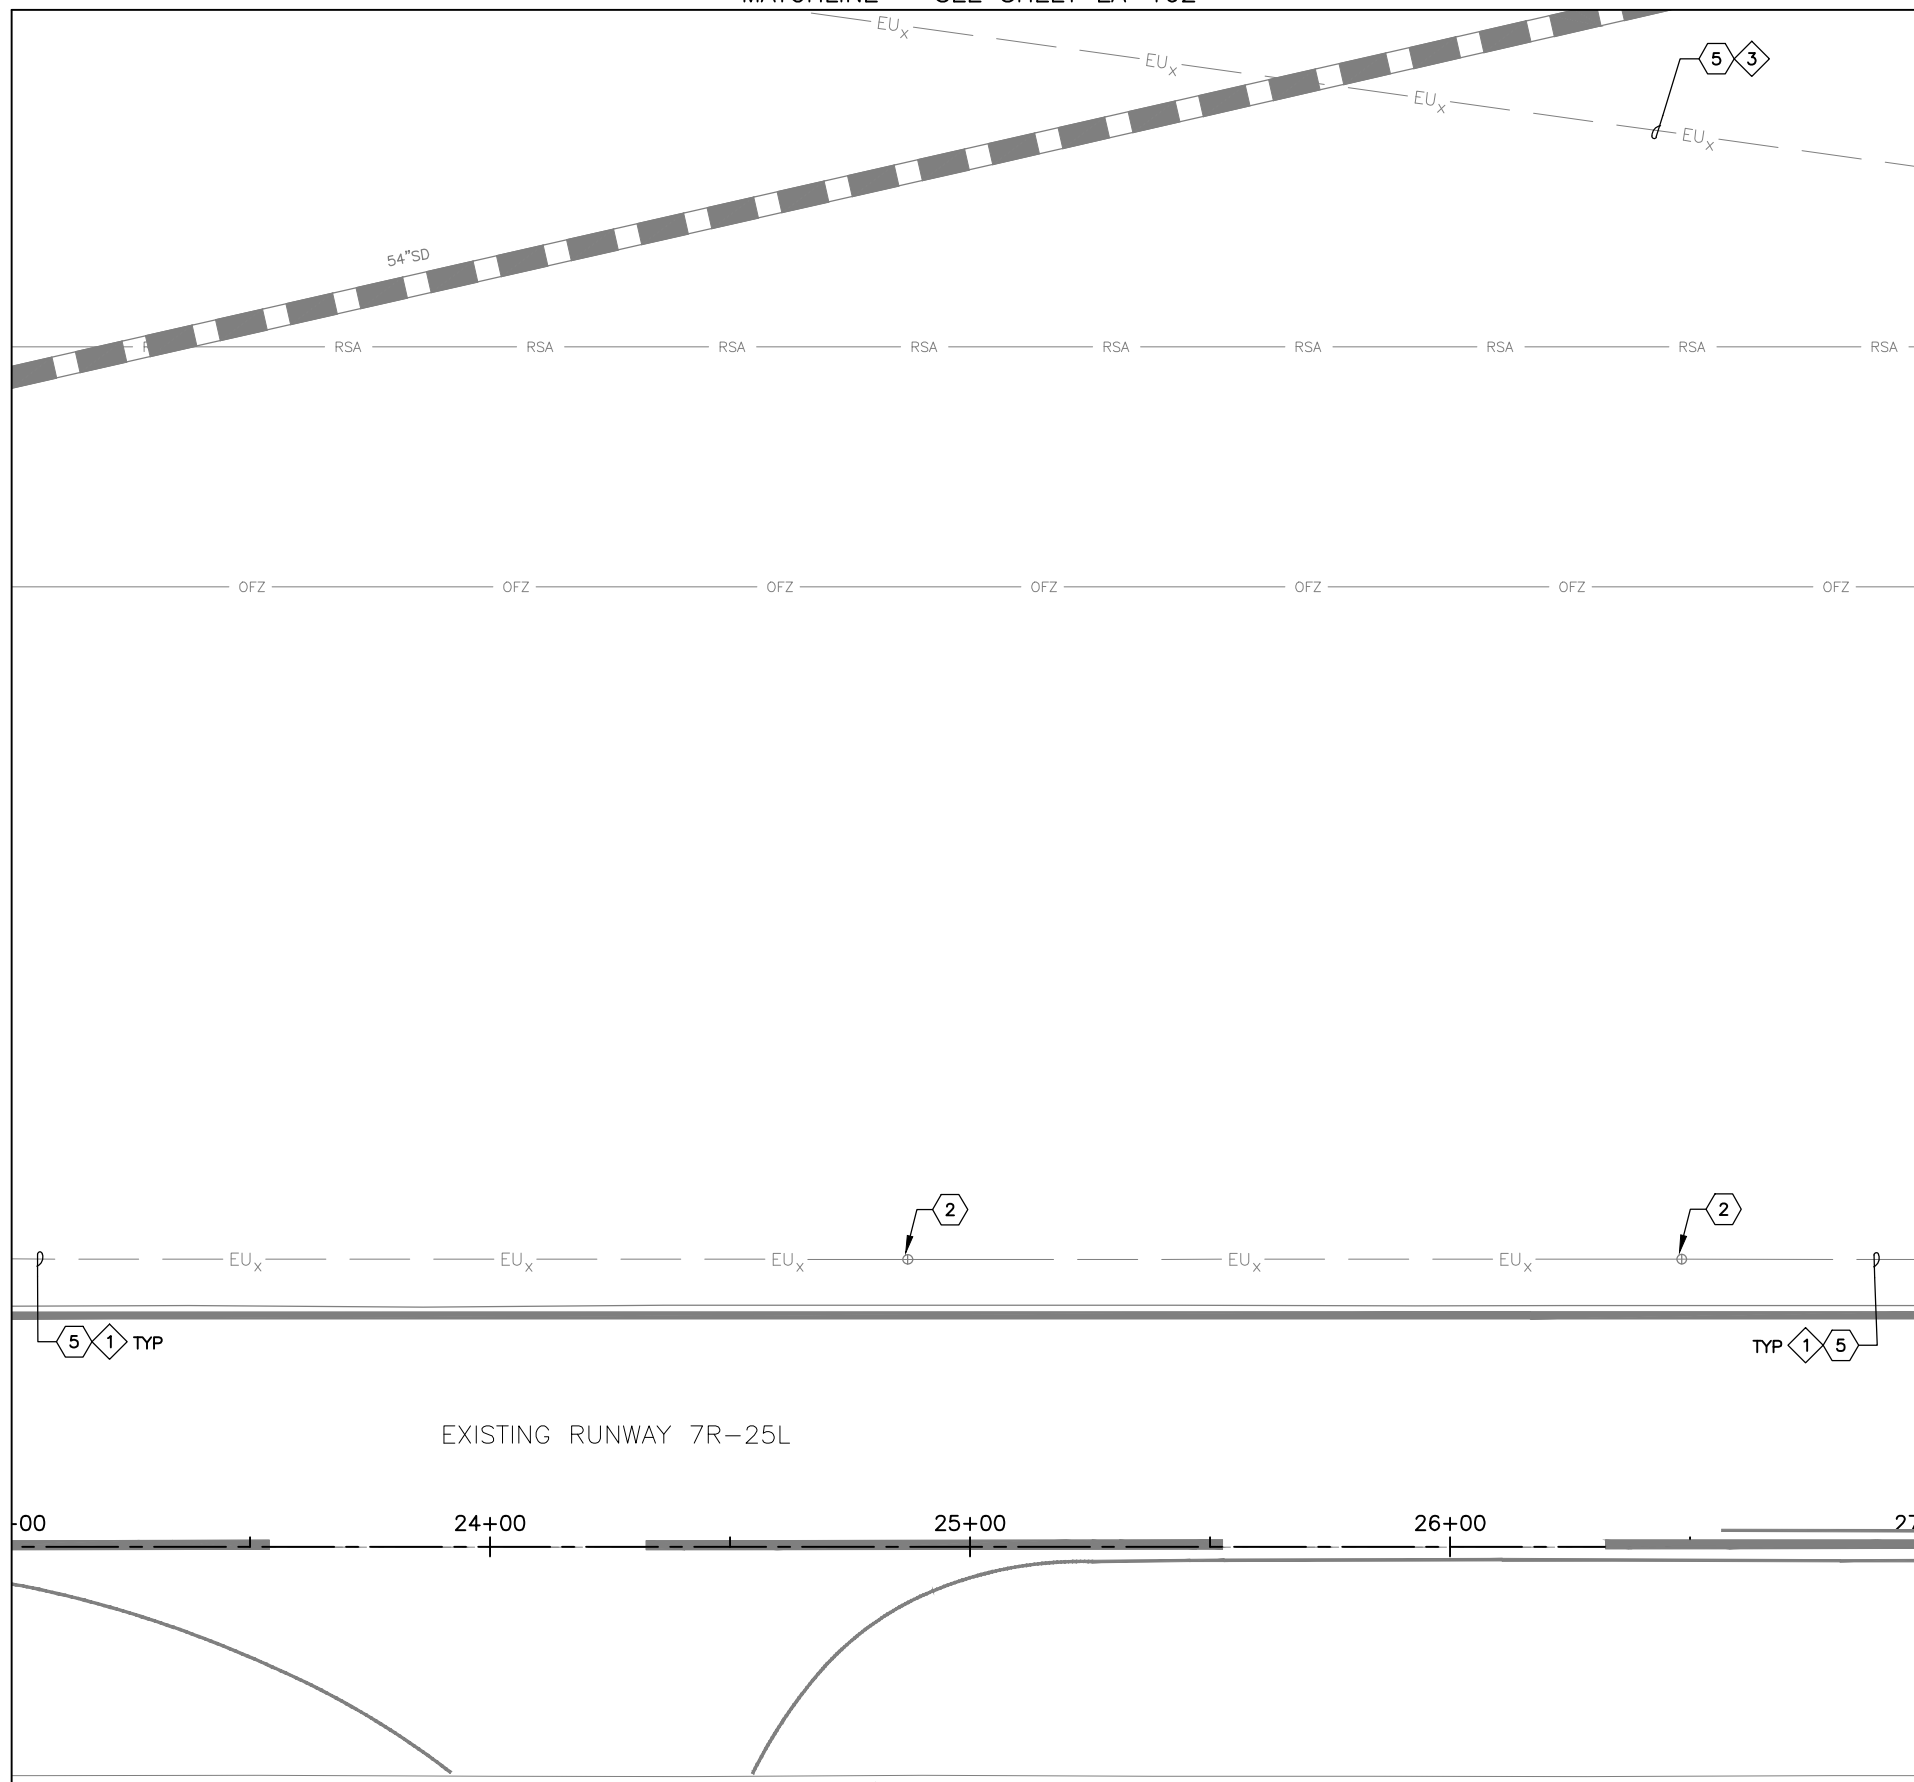 EUx
EUx
5 3
EUx
EUx
54"SD
RSA RSA RSA RSA RSA RSA RSA RSA RSA
OFZ OFZ OFZ OFZ OFZ OFZ OFZ
2 2
EUx EUx EUx EUx EUx
5 1 TYP
TYP 1 5
EXISTING RUNWAY 7R-25L
24+00 25+00 26+00